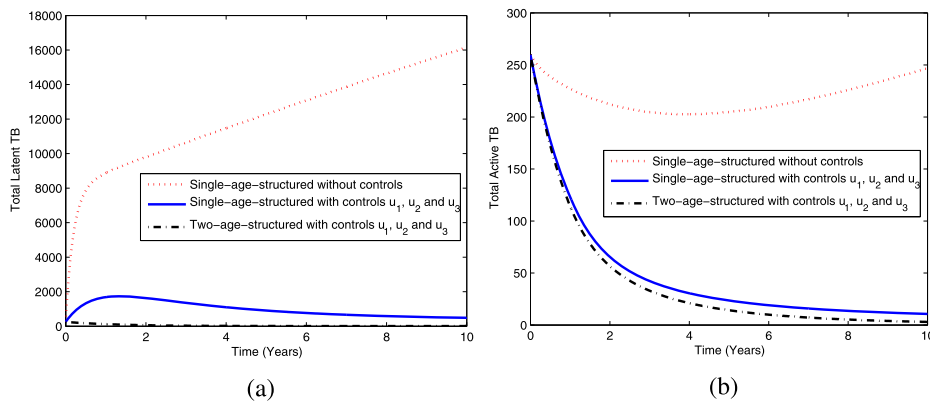 18000
16000
14000
12000
10000
8000
6000
4000
2000
0
Total Latent TB
Single-age-structured without controls
Single-age-structured with controls u1, u2 and u3
Two-age-structured with controls u1, u2 and u3
0 2 4 6 8 10
Time (Years)
(a)
300
250
200
150
100
50
0
Total Active TB
Single-age-structured without controls
Single-age-structured with controls u1, u2 and u3
Two-age-structured with controls u1, u2 and u3
0 2 4 6 8 10
Time (Years)
(b)